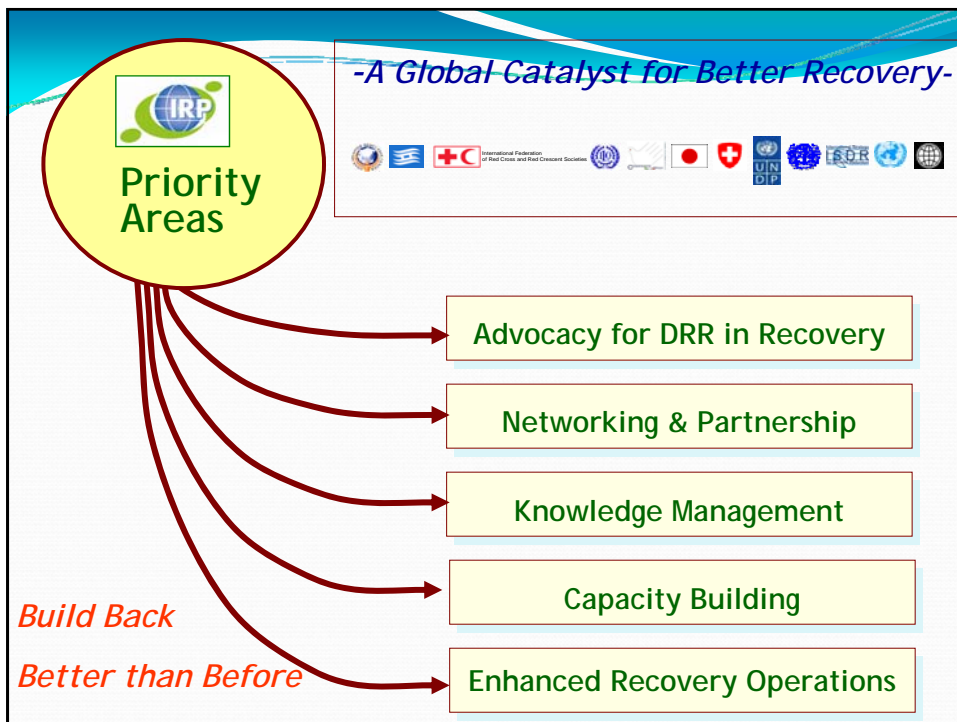 IRP
Priority
Areas
-A Global Catalyst for Better Recovery-
International Federation
of Red Cross and Red Crescent Societies
UN
DP
ISDR
Advocacy for DRR in Recovery
Networking & Partnership
Knowledge Management
Capacity Building
Enhanced Recovery Operations
Build Back
Better than Before